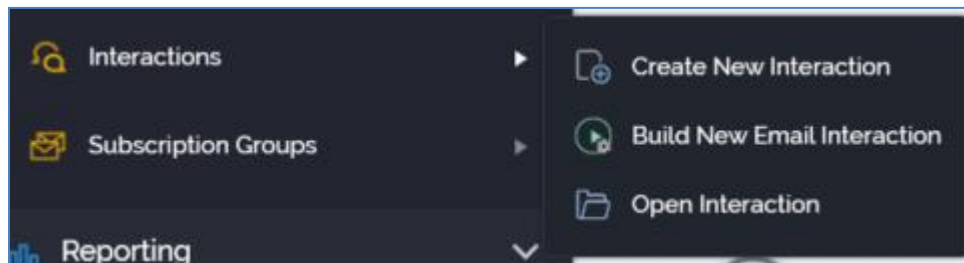 Interactions
Subscription Groups
Reporting
Create New Interaction
Build New Email Interaction
Open Interaction